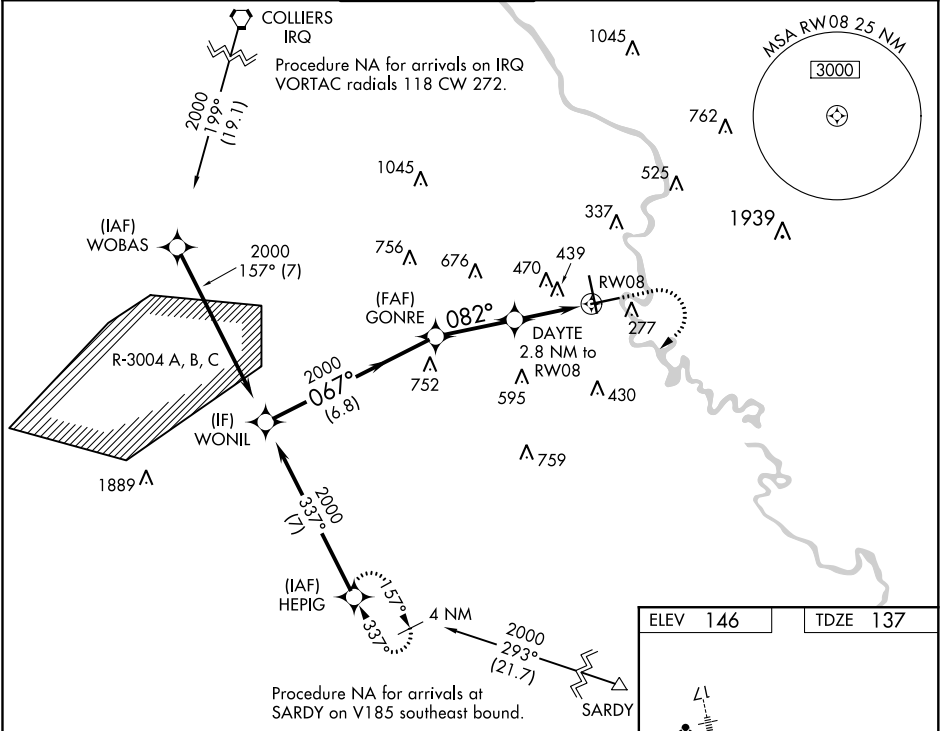 COLLIERS
IRQ
Procedure NA for arrivals on IRQ
VORTAC radials 118 CW 272.
1045
MSA RW08 25 NM
3000
2000
199°
(19.1)
762
1045
525
(IAF)
WOBAS
337
1939
2000
157° (7)
756
676
470
439
RW08
(FAF)
GONRE
082°
277
DAYTE
2.8 NM to
RW08
R-3004 A, B, C
2000
067°
(6.8)
752
595
430
(IF)
WONIL
759
1889
2000
337°
(7)
(IAF)
HEPIG
157°
337°
4 NM
2000
293°
(21.7)
SARDY
Procedure NA for arrivals at
SARDY on V185 southeast bound.
ELEV 146
TDZE 137
17